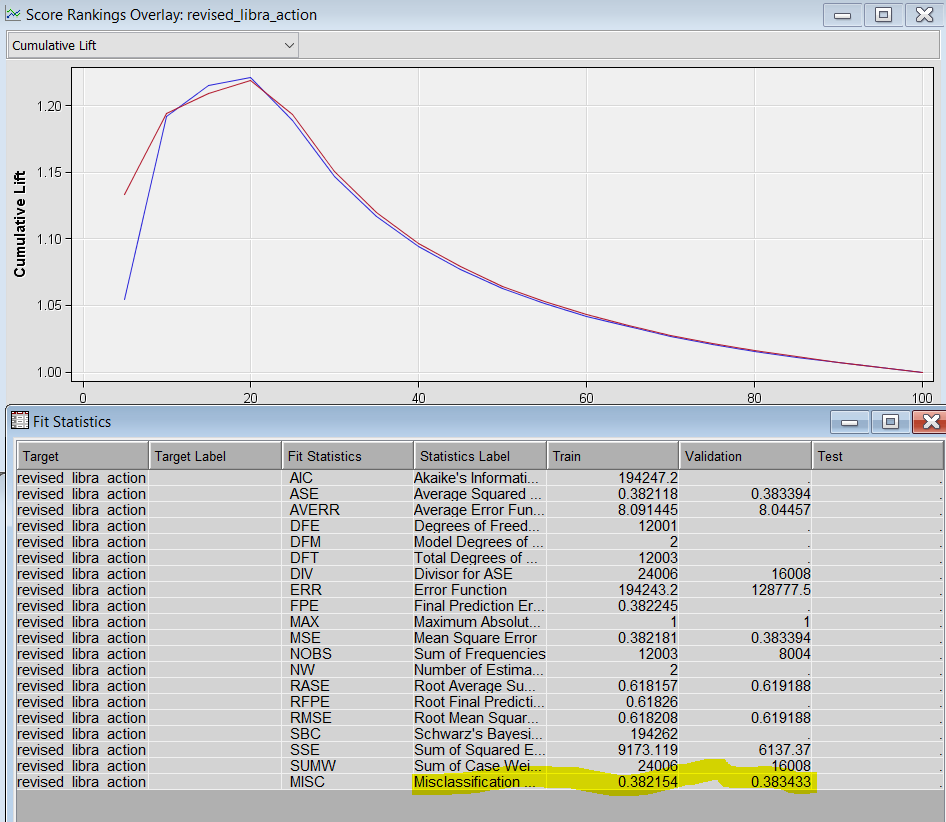 Score Rankings Overlay: revised_libra_action
Cumulative Lift
1.20
1.15
1.10
1.05
1.00
Cumulative Lift
0 20 40 60 80 100
Fit Statistics
Target Target Label Fit Statistics Statistics Label Train Validation Test
revised libra action AIC Akaike's Informati... 194247.2 . .
revised libra action ASE Average Squared ... 0.382118 0.383394 .
revised libra action AVERR Average Error Fun... 8.091445 8.04457 .
revised libra action DFE Degrees of Freed... 12001 . .
revised libra action DFM Model Degrees of ... 2 . .
revised libra action DFT Total Degrees of ... 12003 . .
revised libra action DIV Divisor for ASE 24006 16008 .
revised libra action ERR Error Function 194243.2 128777.5 .
revised libra action FPE Final Prediction Er... 0.382245 . .
revised libra action MAX Maximum Absolut... 1 1 .
revised libra action MSE Mean Square Error 0.382181 0.383394 .
revised libra action NOBS Sum of Frequencies 12003 8004 .
revised libra action NW Number of Estima... 2 . .
revised libra action RASE Root Average Su... 0.618157 0.619188 .
revised libra action RFPE Root Final Predicti... 0.61826 . .
revised libra action RMSE Root Mean Squar... 0.618208 0.619188 .
revised libra action SBC Schwarz's Bayesi... 194262 . .
revised libra action SSE Sum of Squared E... 9173.119 6137.37 .
revised libra action SUMW Sum of Case Wei... 24006 16008 .
revised libra action MISC Misclassification ... 0.382154 0.383433 .